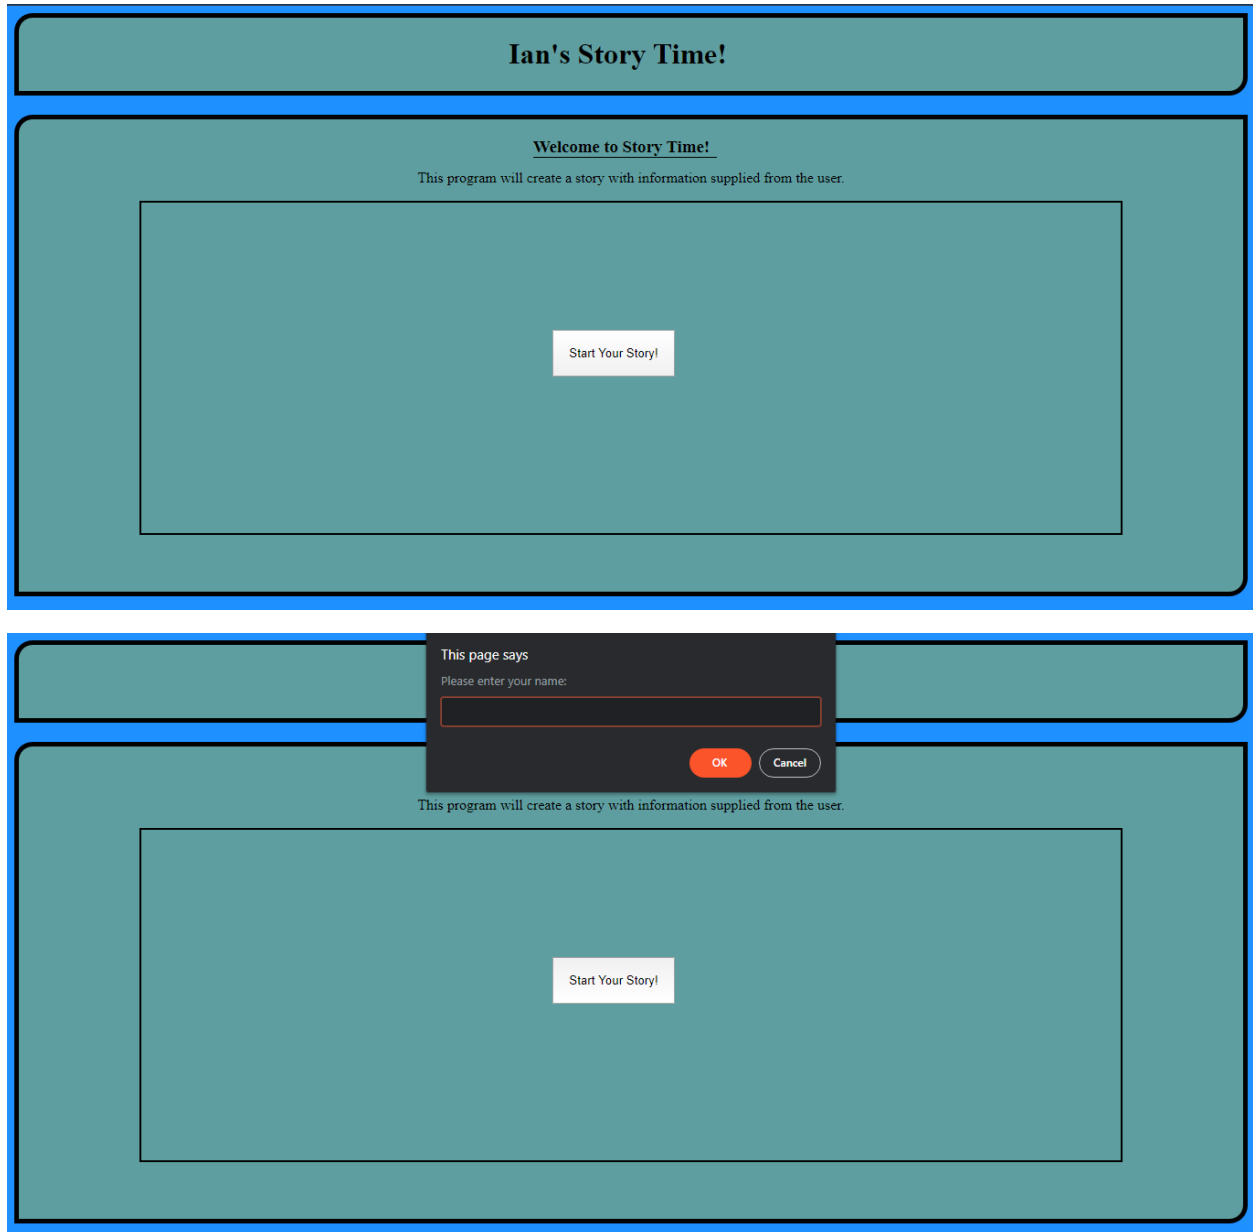 Ian's Story Time!
Welcome to Story Time!
This program will create a story with information supplied from the user.
Start Your Story!
This page says
Please enter your name:
OK Cancel
This program will create a story with information supplied from the user.
Start Your Story!